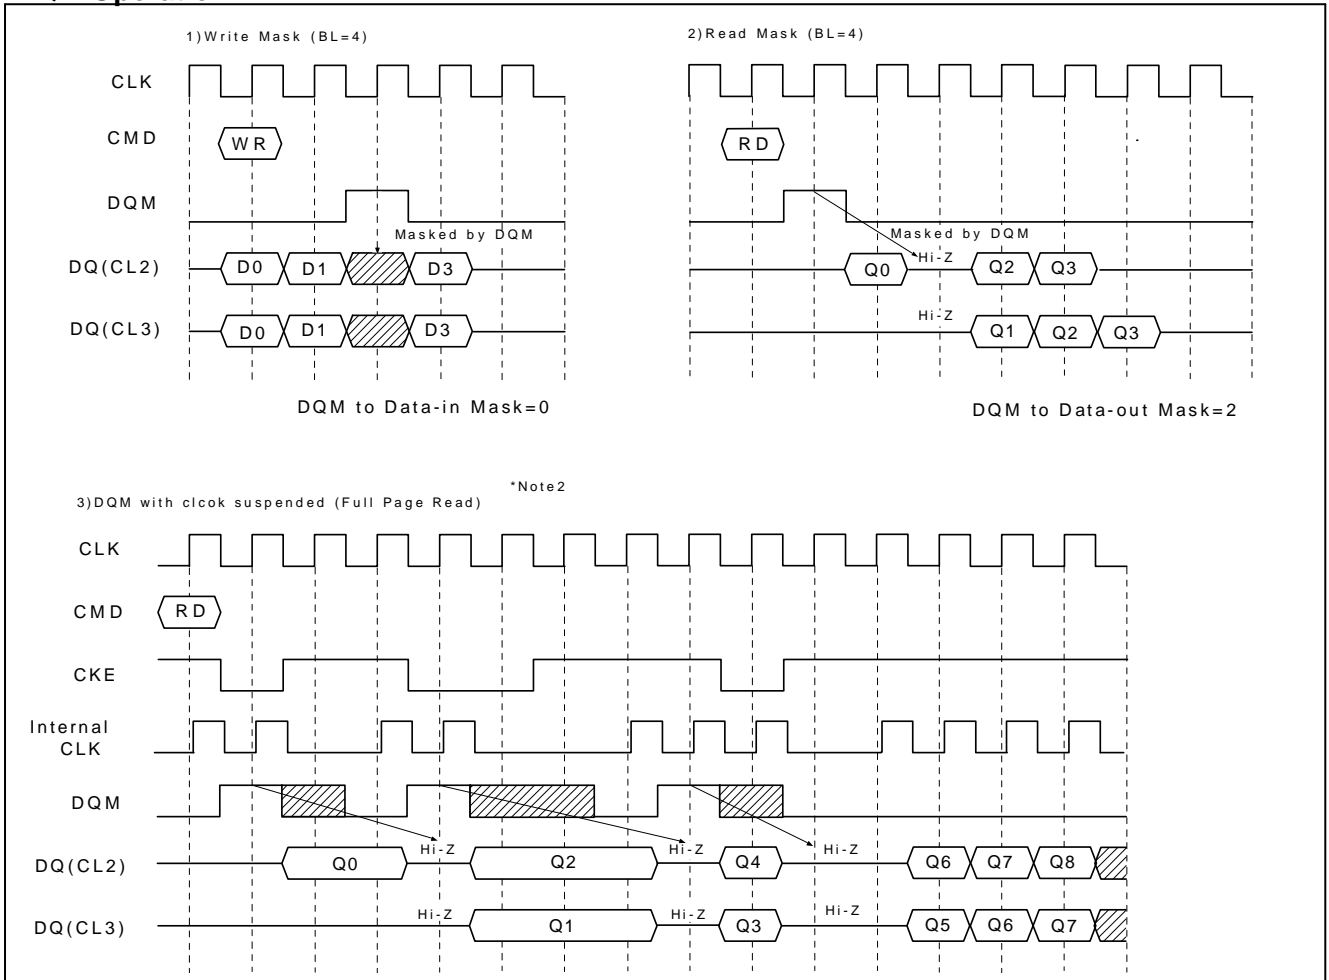 1)Write Mask (BL=4)
CLK
CMD
WR
DQM
Masked by DQM
DQ(CL2)
D0 D1 D3
DQ(CL3)
D0 D1 D3
DQM to Data-in Mask=0
2)Read Mask (BL=4)
RD
Masked by DQM
Q0 Hi-Z Q2 Q3
Hi-Z Q1 Q2 Q3
DQM to Data-out Mask=2
*Note2
3)DQM with clcok suspended (Full Page Read)
CLK
CMD
RD
CKE
Internal
CLK
DQM
DQ(CL2)
Q0 Hi-Z Q2 Hi-Z Q4 Hi-Z Q6 Q7 Q8
DQ(CL3)
Hi-Z Q1 Hi-Z Q3 Hi-Z Q5 Q6 Q7